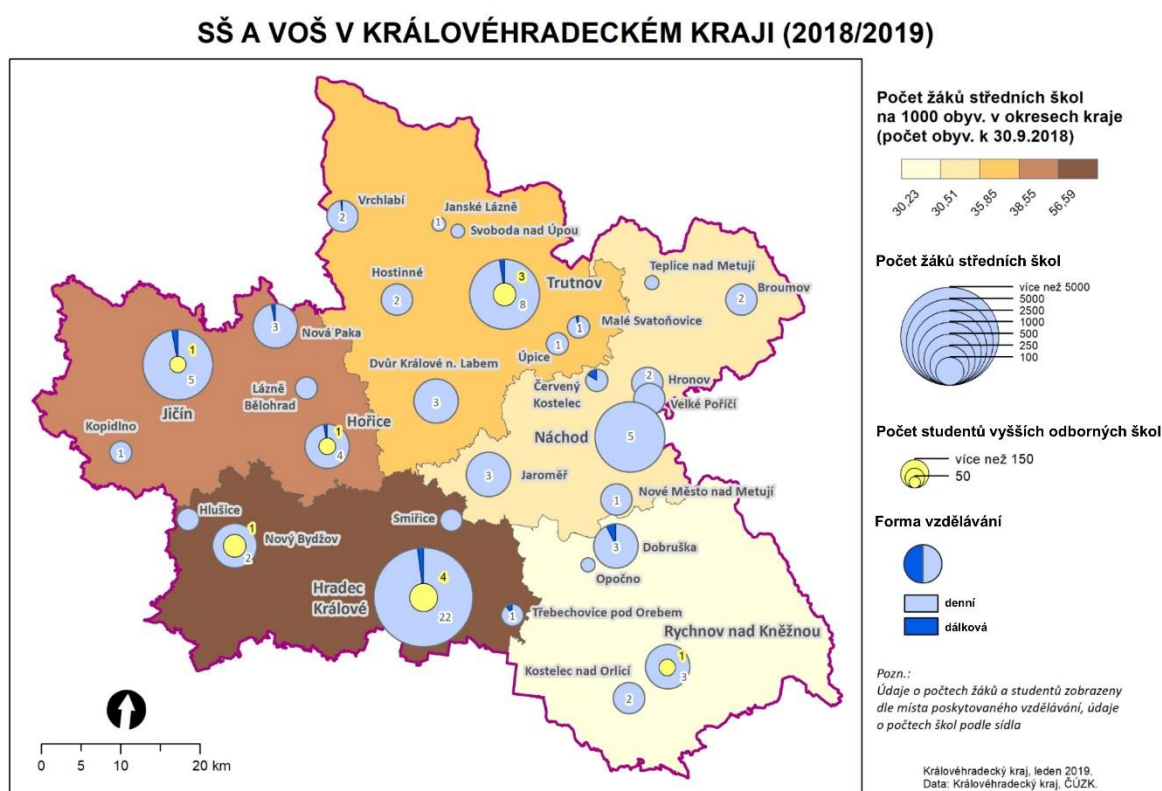 SŠ A VOŠ V KRÁLOVÉHRADECKÉM KRAJI (2018/2019)
Vrchlabí
2
Janské Lázně
1
Svoboda nad Úpou
Hostinné
2
3
Trutnov
8
Teplice nad Metují
Broumov
2
3
Nová Paka
Malé Svatoňovice
1
1
Úpice
1
5
Jičín
Lázně
Bělohrad
Dvůr Králové n. Labem
3
Červený
Kostelec
2
Hronov
Velké Poříčí
Kopidlno
1
Hořice
1
4
Náchod
5
3
Jaroměř
Nové Město nad Metují
1
Hlušice
Smiřice
1
Nový Bydžov
2
3
Dobruška
Opočno
Hradec
Králové
4
22
1
Třebechovice pod Orebem
Rychnov nad Kněžnou
1
3
Kostelec nad Orlicí
2
0 5 10 20 km
Počet žáků středních škol
na 1000 obyv. v okresech kraje
(počet obyv. k 30.9.2018)
30,23
30,51
35,85
38,55
56,59
Počet žáků středních škol
více než 5000
5000
2500
1000
500
250
100
Počet studentů vyšších odborných škol
více než 150
50
Forma vzdělávání
denní
dálková
Pozn.:
Údaje o počtech žáků a studentů zobrazeny
dle místa poskytovaného vzdělávání, údaje
o počtech škol podle sídla
Královéhradecký kraj, leden 2019.
Data: Královéhradecký kraj, ČÚZK.